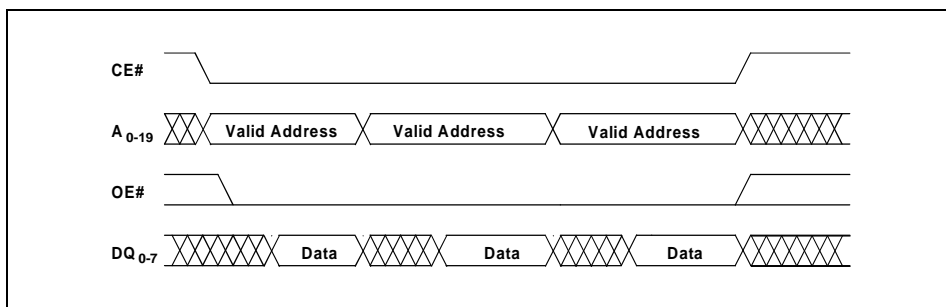 CE#
A 0-19 Valid Address Valid Address Valid Address
OE#
DQ 0-7 Data Data Data